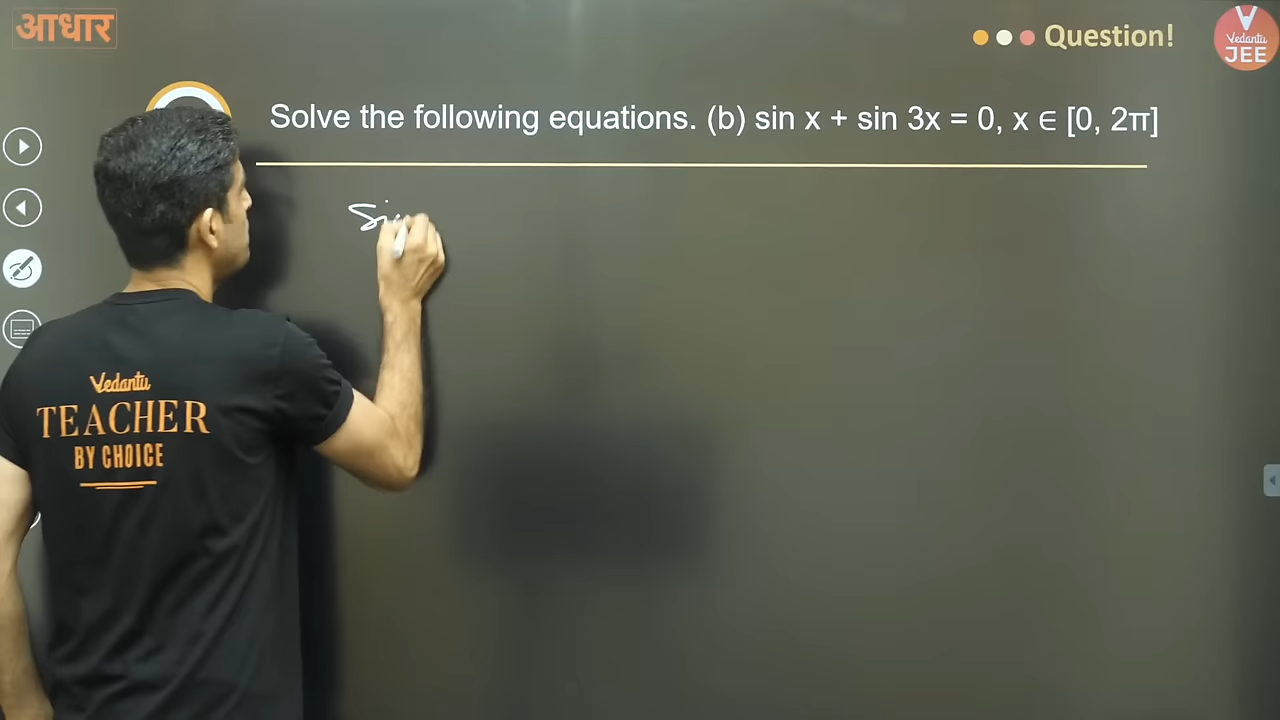 आधार
Question!
Vedantu
JEE
Solve the following equations. (b) sin x + sin 3x = 0, x ∈ [0, 2π]
Vedantu
TEACHER
BY CHOICE